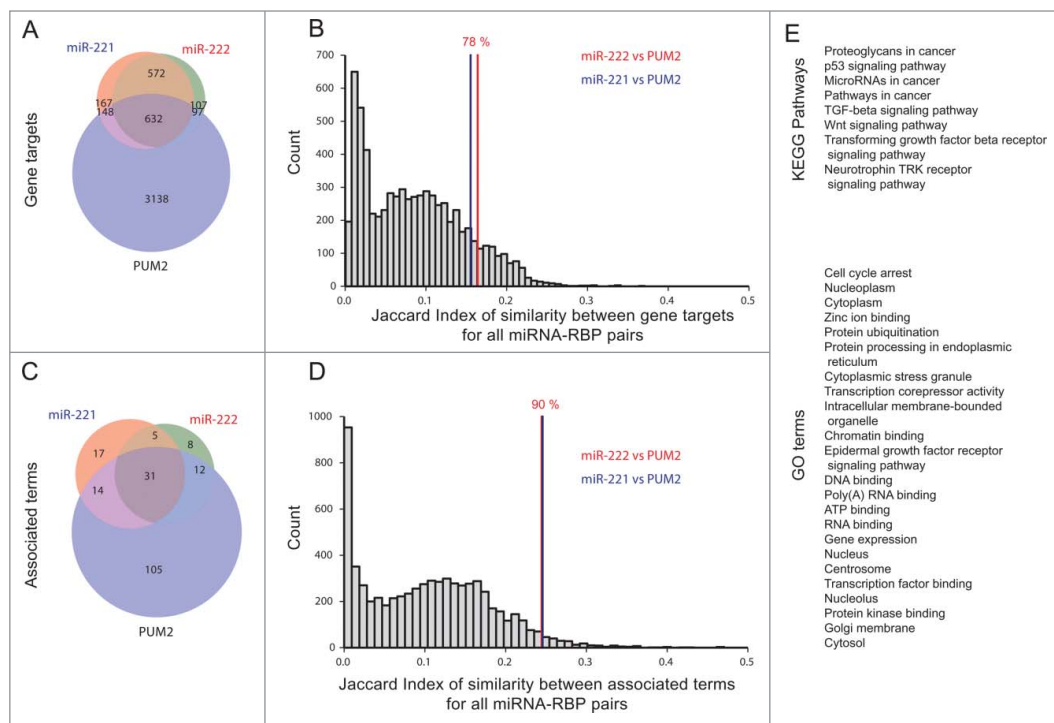 A
miR-221
miR-222
572
167
107
148
97
632
3138
PUM2
Gene targets
B
78 %
miR-222 vs PUM2
miR-221 vs PUM2
700
600
500
400
300
200
100
0
Count
0.0
0.1
0.2
0.3
0.4
0.5
Jaccard Index of similarity between gene targets
for all miRNA-RBP pairs
C
miR-221
miR-222
5
8
17
12
31
14
105
PUM2
Associated terms
D
90 %
miR-222 vs PUM2
miR-221 vs PUM2
1000
800
600
400
200
0
Count
0.0
0.1
0.2
0.3
0.4
0.5
Jaccard Index of similarity between associated terms
for all miRNA-RBP pairs
E
KEGG Pathways
Proteoglycans in cancer
p53 signaling pathway
MicroRNAs in cancer
Pathways in cancer
TGF-beta signaling pathway
Wnt signaling pathway
Transforming growth factor beta receptor
signaling pathway
Neurotrophin TRK receptor
signaling pathway
GO terms
Cell cycle arrest
Nucleoplasm
Cytoplasm
Zinc ion binding
Protein ubiquitination
Protein processing in endoplasmic
reticulum
Cytoplasmic stress granule
Transcription corepressor activity
Intracellular membrane-bounded
organelle
Chromatin binding
Epidermal growth factor receptor
signaling pathway
DNA binding
Poly(A) RNA binding
ATP binding
RNA binding
Gene expression
Nucleus
Centrosome
Transcription factor binding
Nucleolus
Protein kinase binding
Golgi membrane
Cytosol